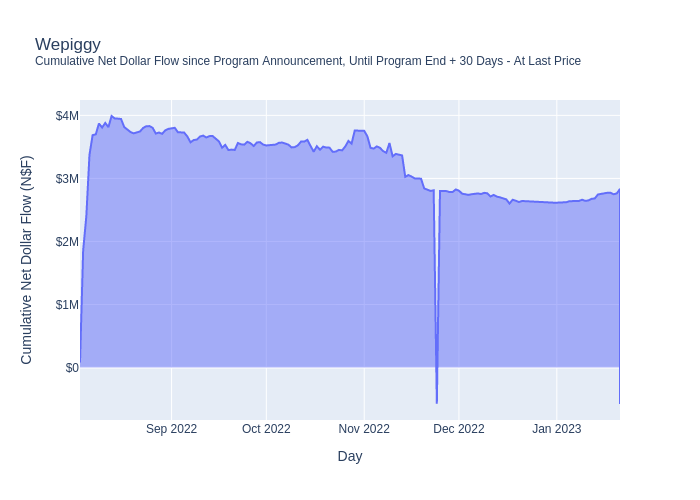 Wepiggy
Cumulative Net Dollar Flow since Program Announcement, Until Program End + 30 Days - At Last Price
Cumulative Net Dollar Flow (N$F)
$4M
$3M
$2M
$1M
$0
Sep 2022
Oct 2022
Nov 2022
Dec 2022
Jan 2023
Day